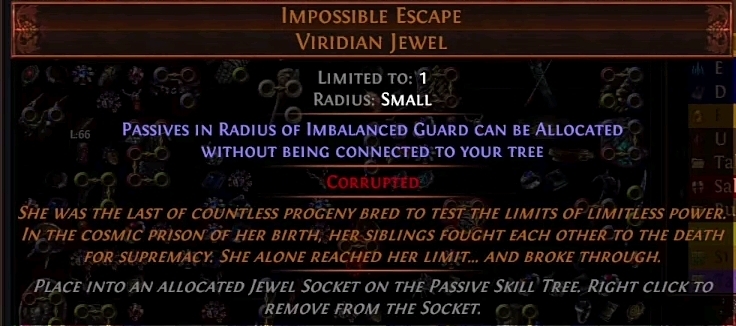 Impossible Escape
Viridian Jewel
Limited to: 1
Radius: Small
L:66
Passives in Radius of Imbalanced Guard can be Allocated
without being connected to your tree
Corrupted
She was the last of countless progeny bred to test the limits of limitless power.
In the cosmic prison of her birth, her siblings fought each other to the death
for supremacy. She alone reached her limit... and broke through.
Place into an allocated Jewel Socket on the Passive Skill Tree. Right click to
remove from the Socket.